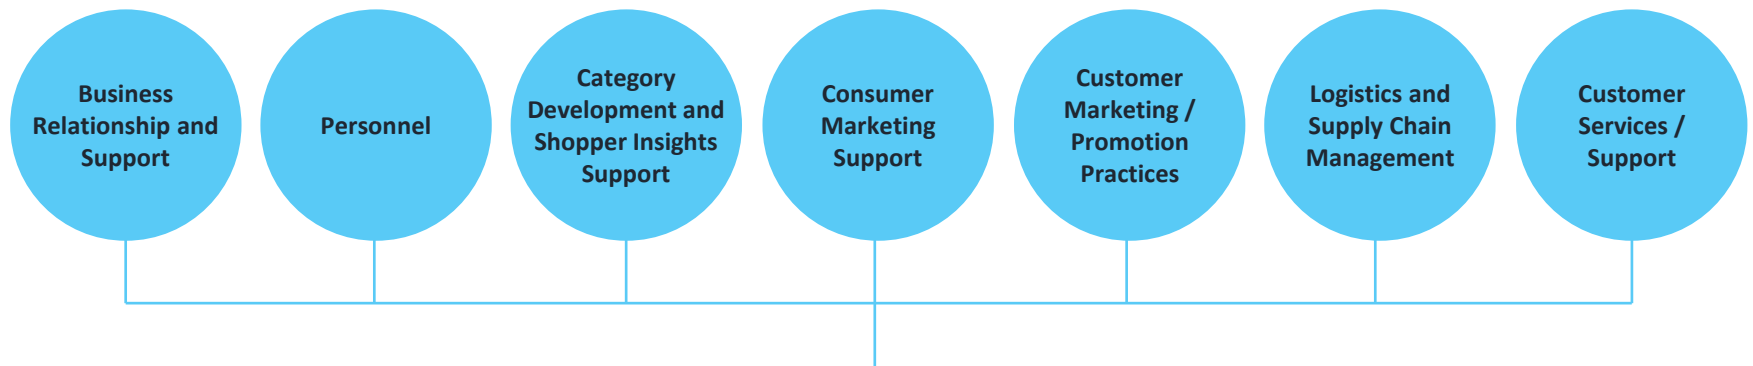 Business
Relationship and
Support
Personnel
Category
Development and
Shopper Insights
Support
Consumer
Marketing
Support
Customer
Marketing /
Promotion
Practices
Logistics and
Supply Chain
Management
Customer
Services /
Support